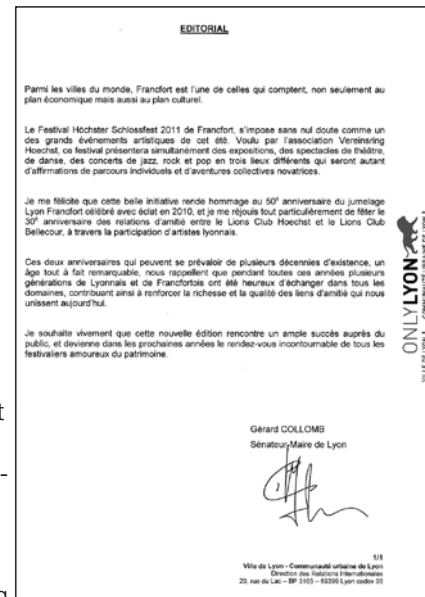 EDITORIAL
Parmi les villes du monde, Francfort est l'une de celles qui comptent, non seulement au
plan économique mais aussi au plan culturel.
Le Festival Höchster Schlossfest 2011 de Francfort, s'impose sans nul doute comme un
des grands événements artistiques de cet été. Voulu par l'association Vereinsring
Hoechst, ce festival présentera simultanément des expositions, des spectacles de théâtre,
de danse, des concerts de jazz, rock et pop en trois lieux différents qui seront autant
d'affirmations de parcours individuels et d'aventures collectives novatrices.
Je me félicite que cette belle initiative rende hommage au 50e anniversaire du jumelage
Lyon Francfort célébré avec éclat en 2010, et je me réjouis tout particulièrement de fêter le
30e anniversaire des relations d'amitié entre le Lions Club Hoechst et le Lions Club
Bellecour, à travers la participation d'artistes lyonnais.
Ces deux anniversaires qui peuvent se prévaloir de plusieurs décennies d'existence, un
âge tout à fait remarquable, nous rappellent que pendant toutes ces années plusieurs
générations de Lyonnais et de Francfortois ont été heureux d'échanger dans tous les
domaines, contribuant ainsi à renforcer la richesse et la qualité des liens d'amitié qui nous
unissent aujourd'hui.
Je souhaite vivement que cette nouvelle édition rencontre un ample succès auprès du
public, et devienne dans les prochaines années le rendez-vous incontournable de tous les
festivaliers amoureux du patrimoine.
Gérard COLLOMB
Sénateur-Maire de Lyon
1/1
Ville de Lyon - Communauté urbaine de Lyon
Direction des Relations Internationales
20, rue du Lac – BP 3103 – 69399 Lyon cedex 03
ONLYLYON
t
-
g